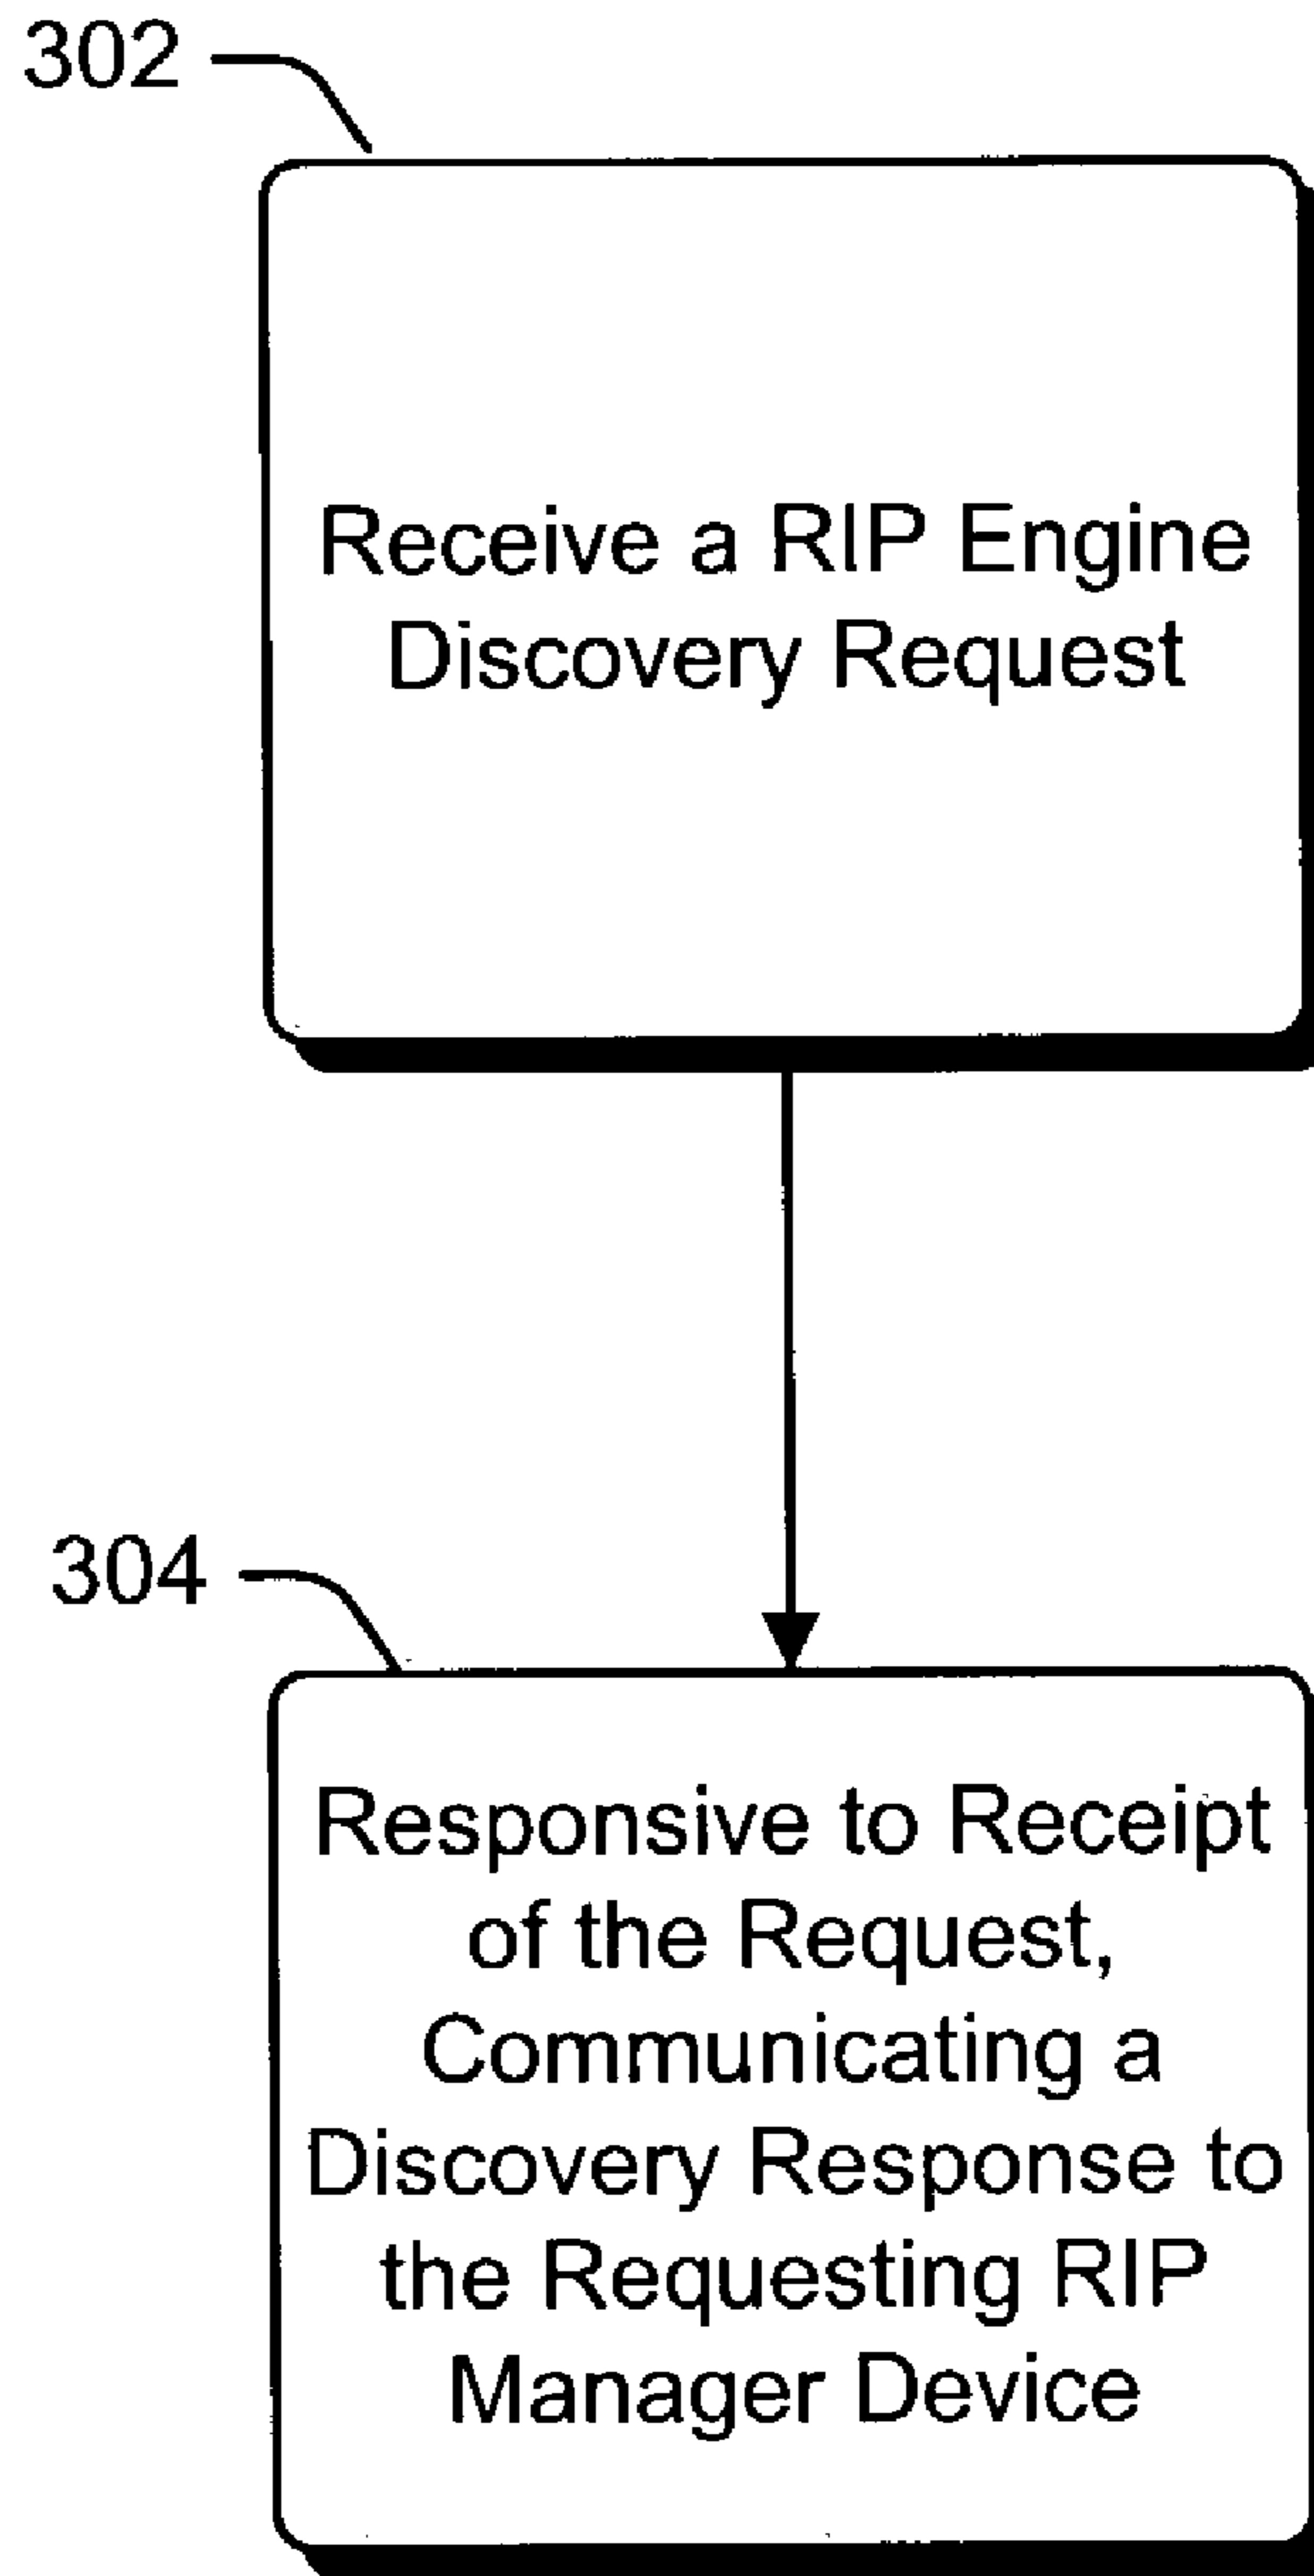 302
Receive a RIP Engine
Discovery Request
304
Responsive to Receipt
of the Request,
Communicating a
Discovery Response to
the Requesting RIP
Manager Device